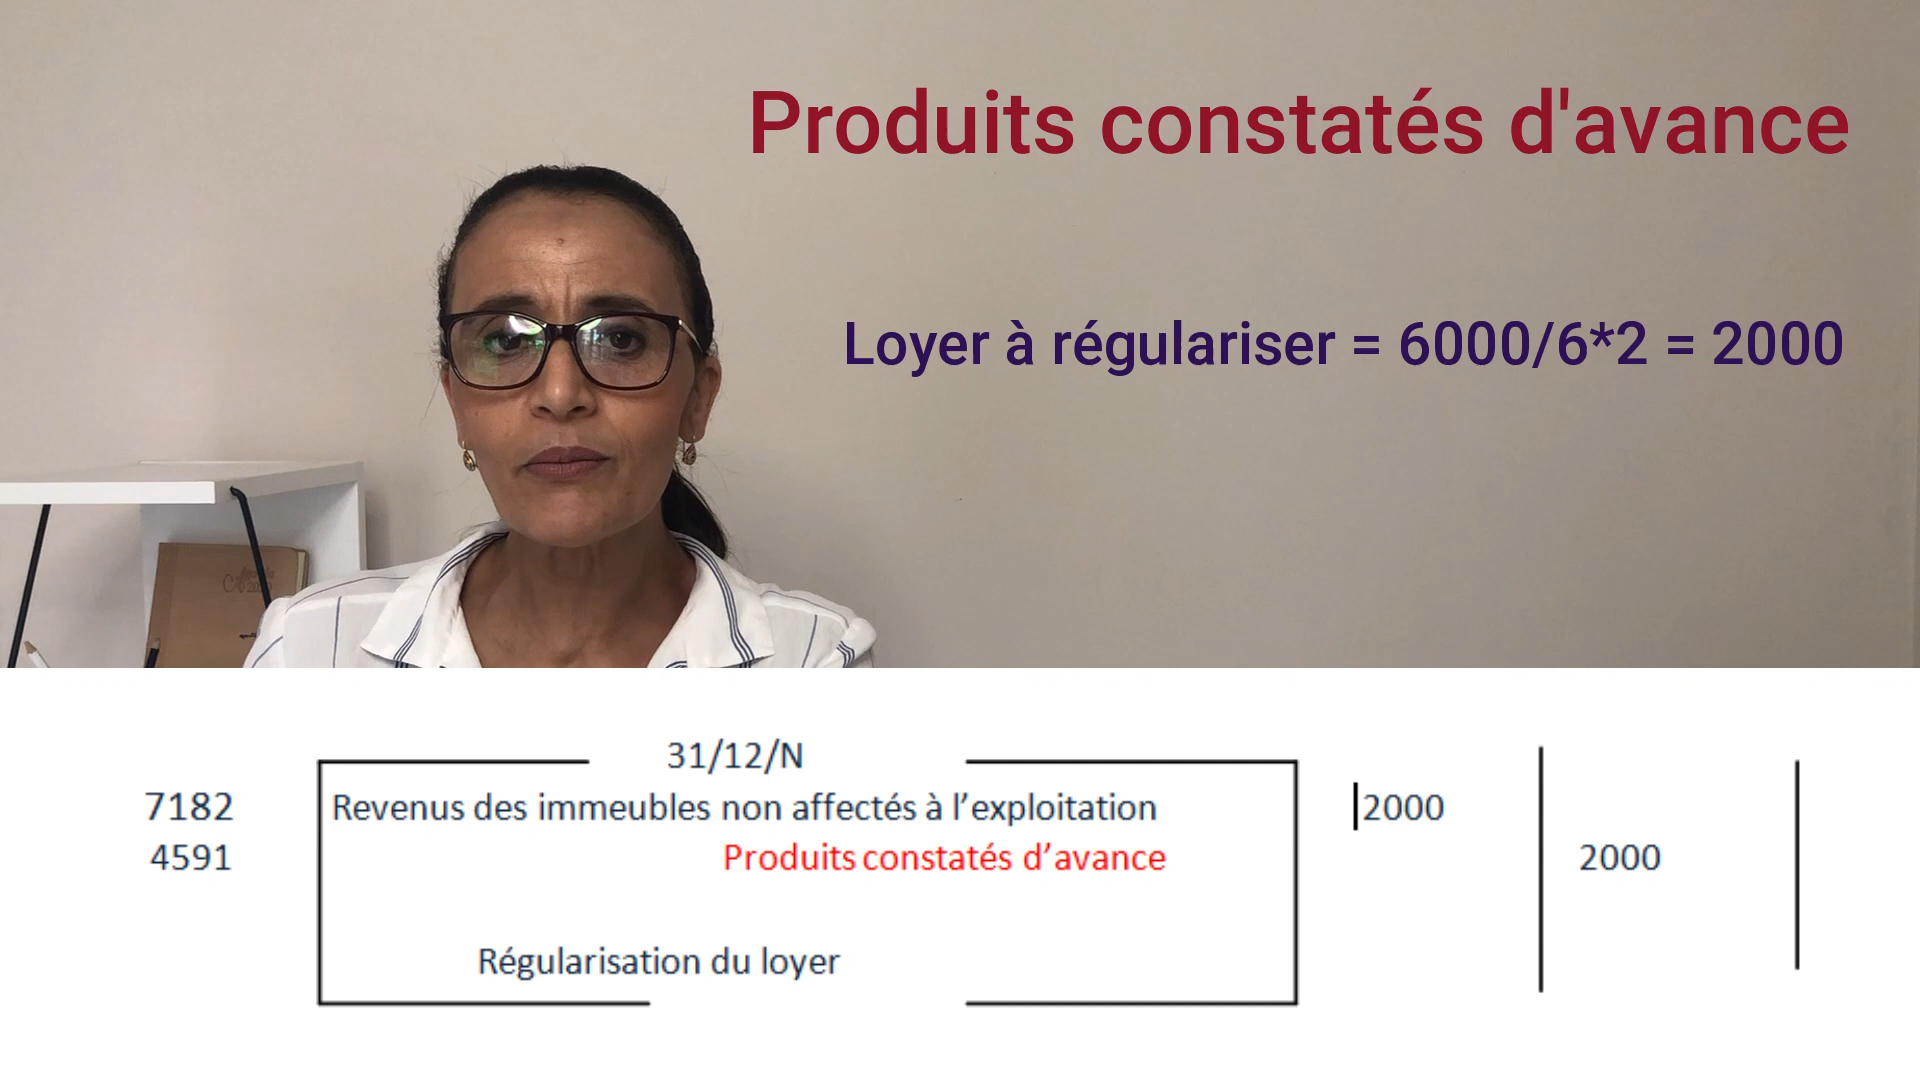 Produits constatés d'avance
Loyer à régulariser = 6000/6*2 = 2000
31/12/N
7182 Revenus des immeubles non affectés à l’exploitation 2000
4591 Produits constatés d’avance 2000
Régularisation du loyer